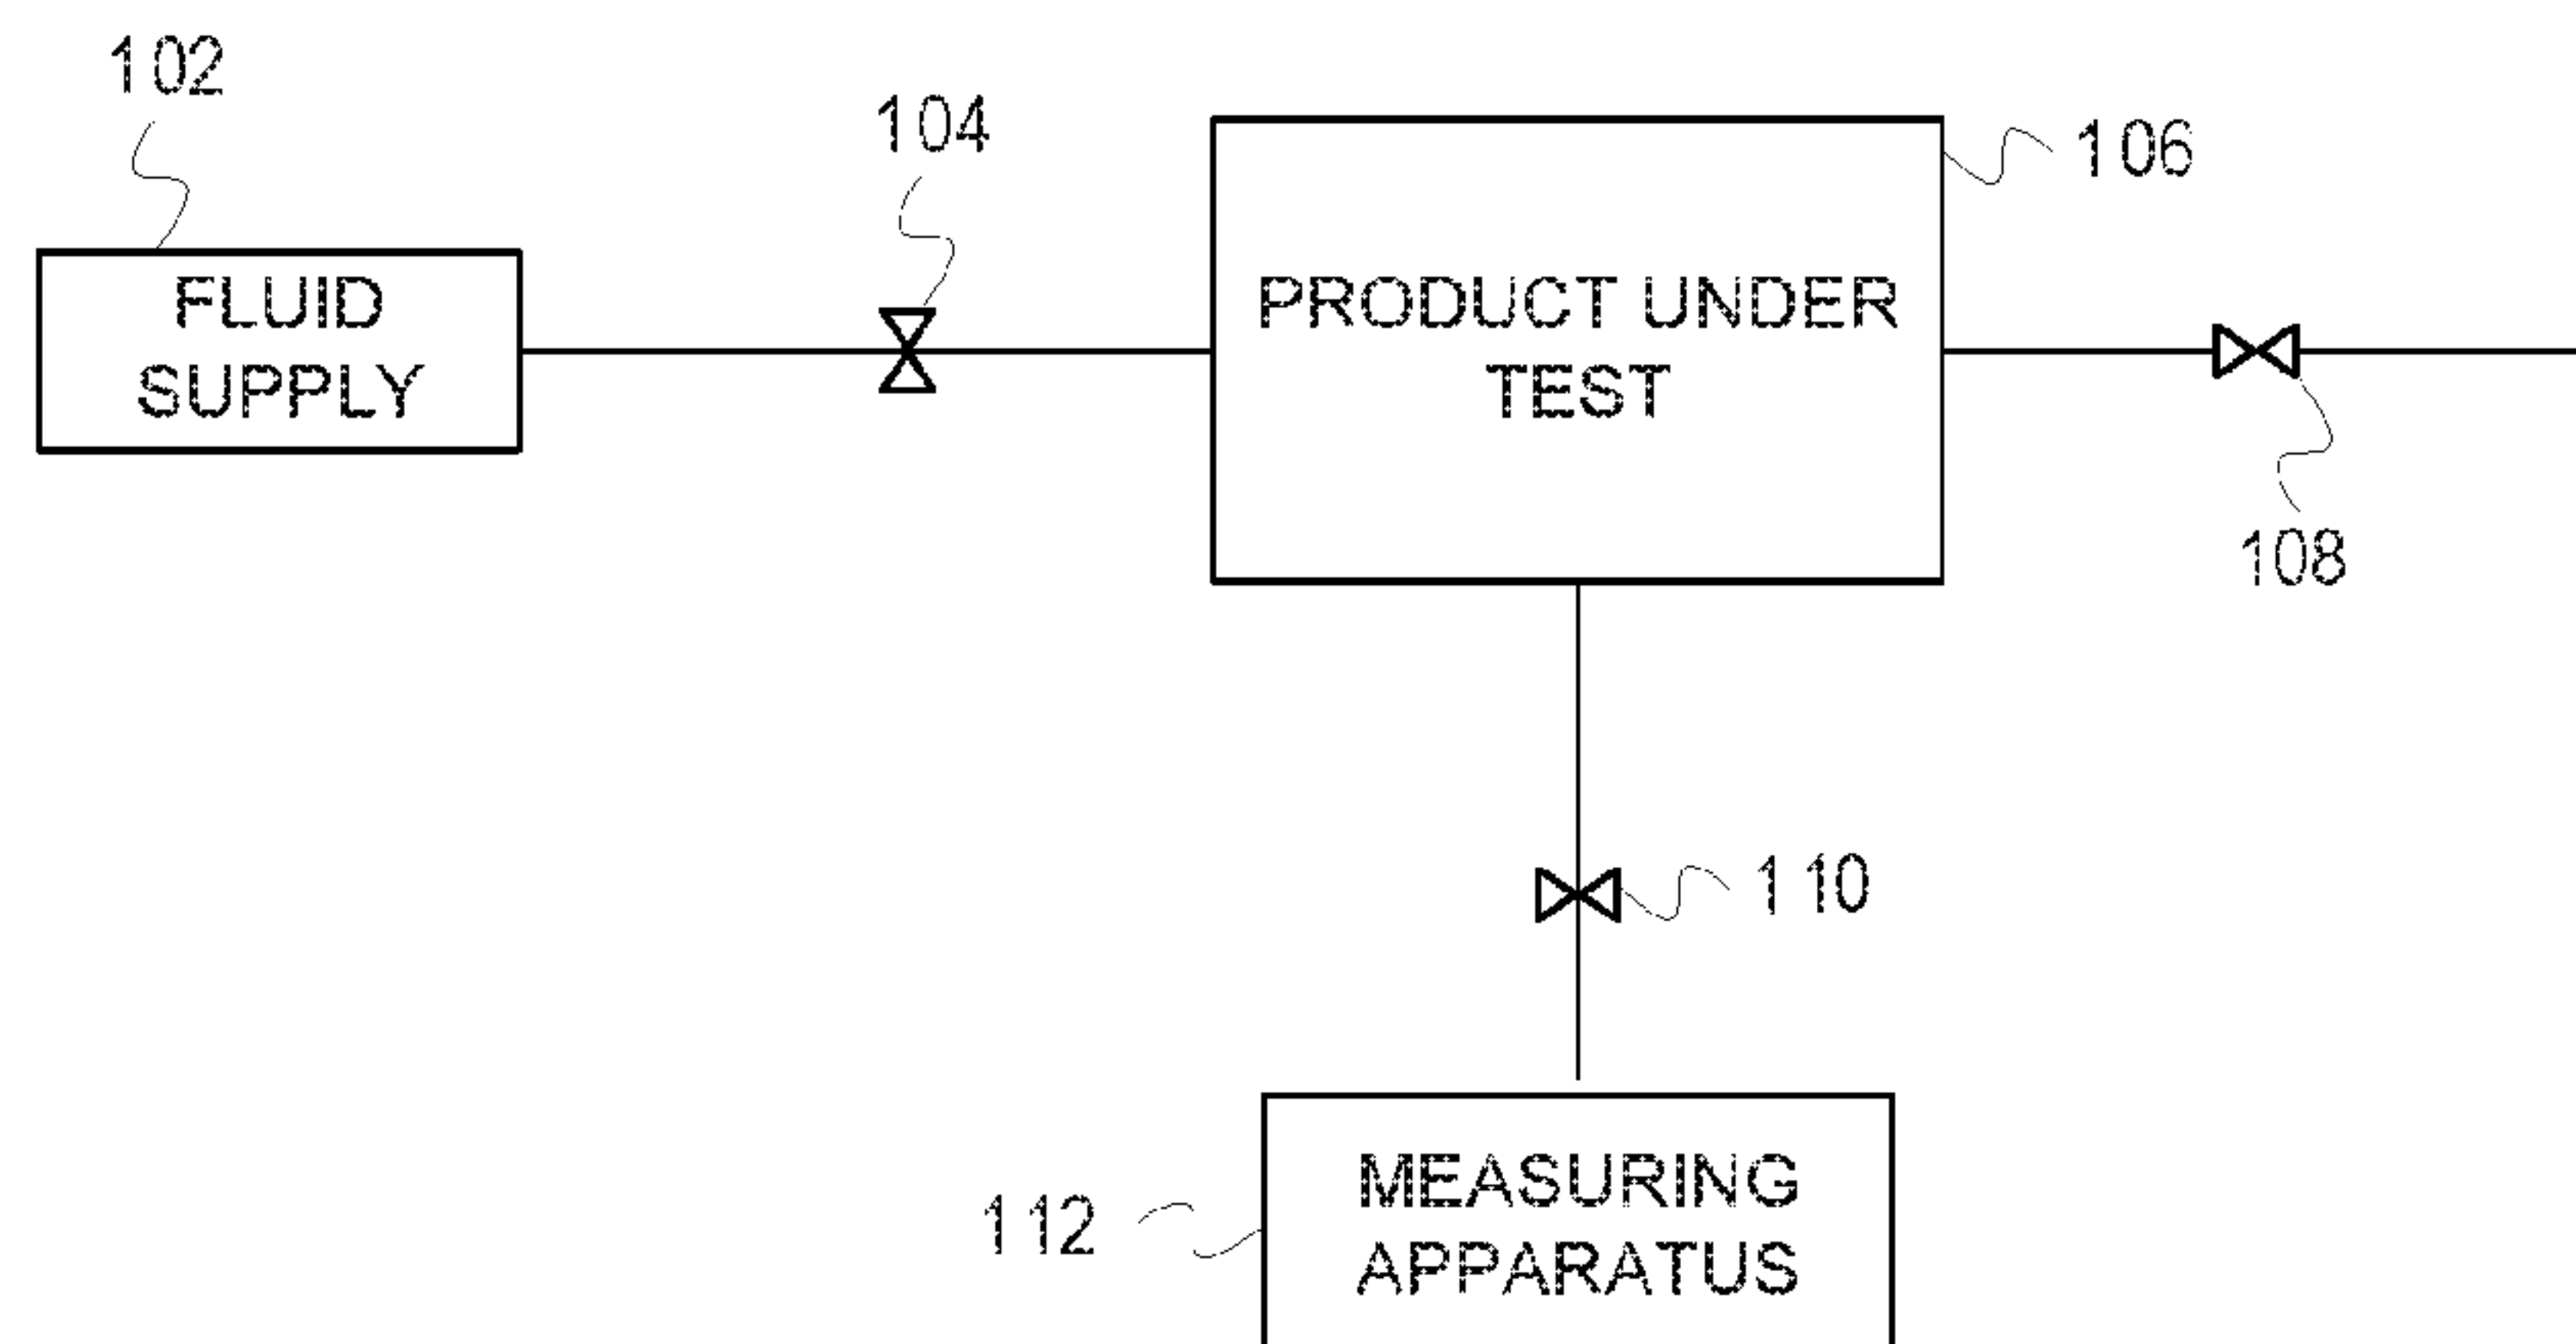 102
104
106
FLUID
SUPPLY
PRODUCT UNDER
TEST
108
110
112
MEASURING
APPARATUS